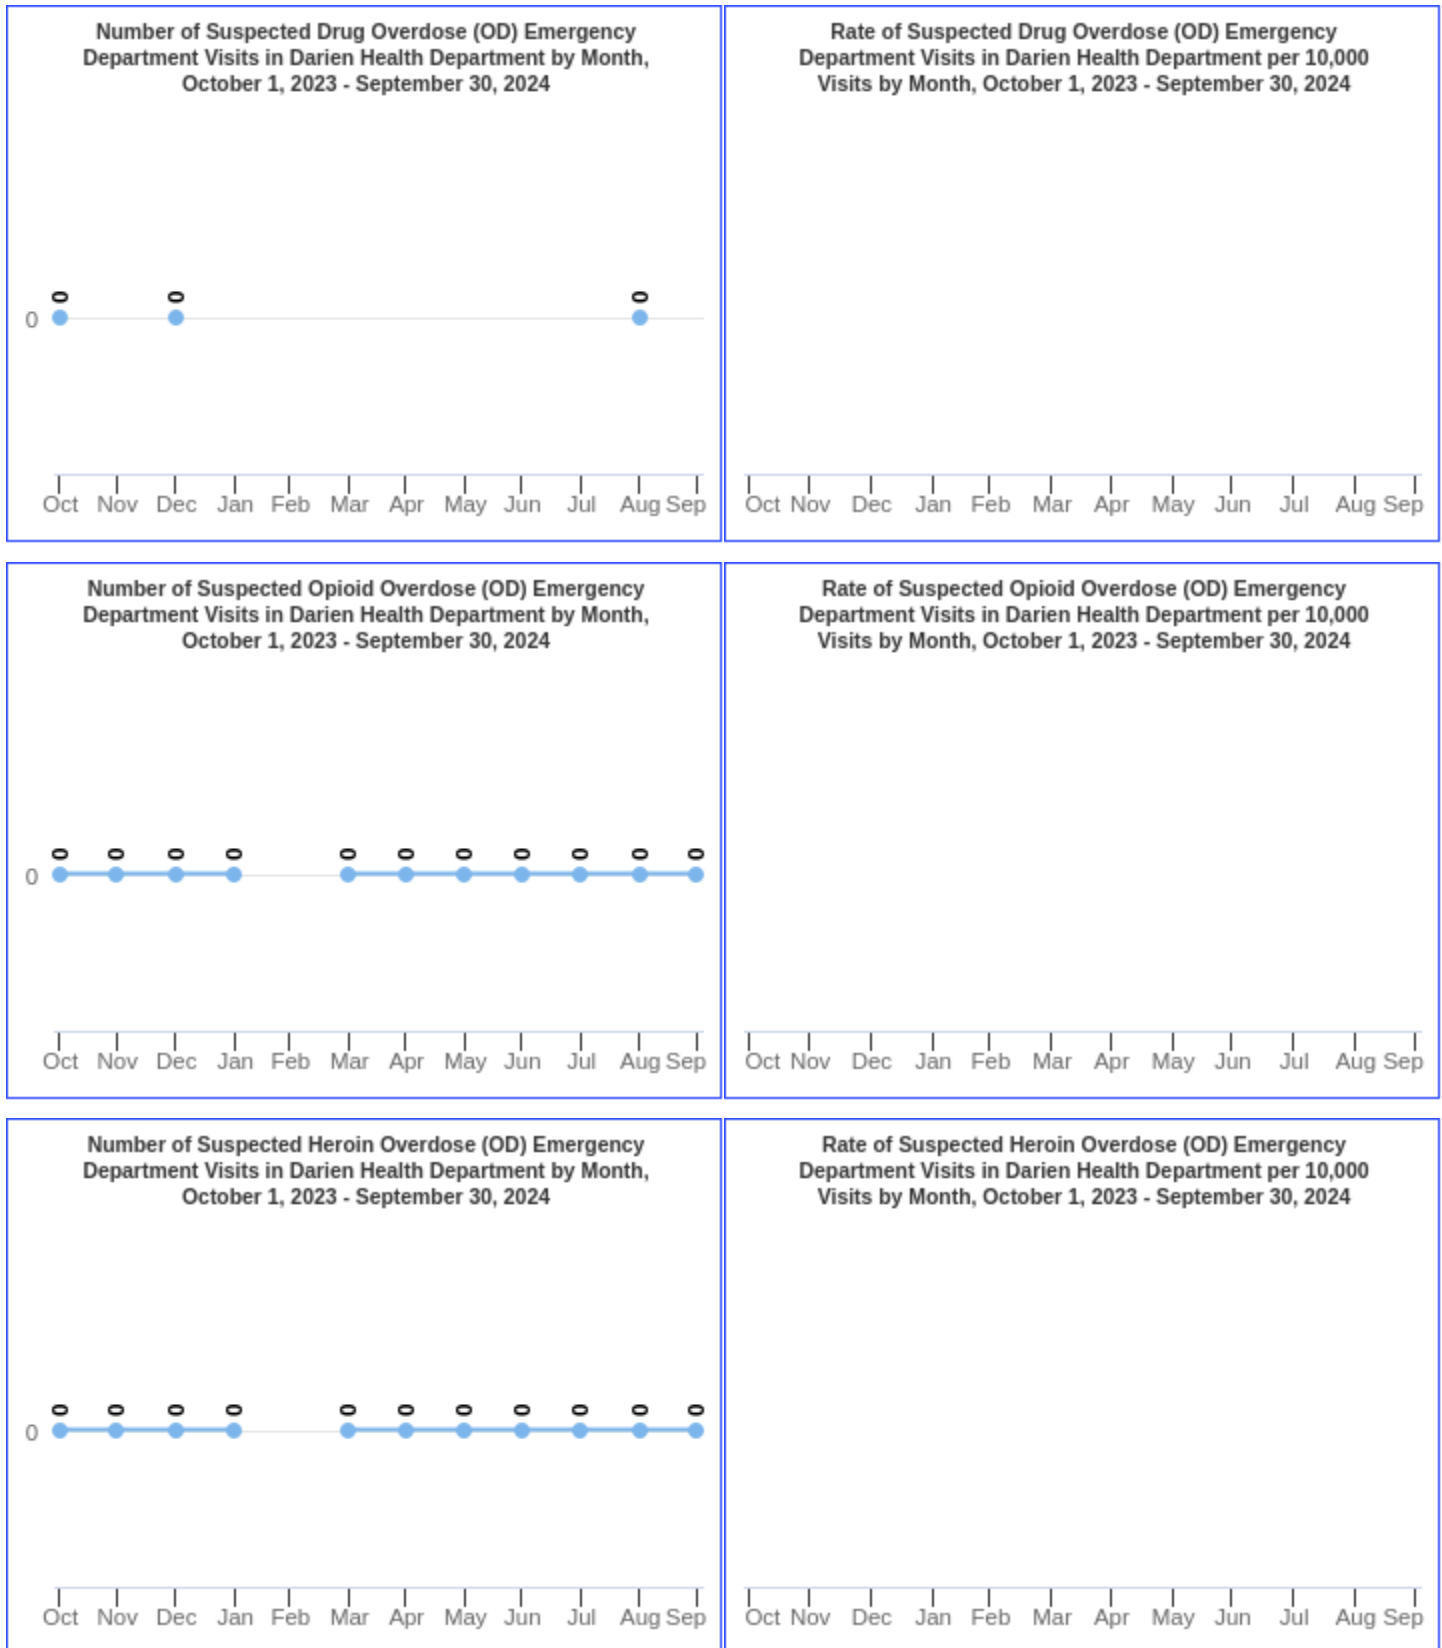 Number of Suspected Drug Overdose (OD) Emergency
Department Visits in Darien Health Department by Month,
October 1, 2023 - September 30, 2024
0 0 0
0
Oct Nov Dec Jan Feb Mar Apr May Jun Jul Aug Sep
Rate of Suspected Drug Overdose (OD) Emergency
Department Visits in Darien Health Department per 10,000
Visits by Month, October 1, 2023 - September 30, 2024
Oct Nov Dec Jan Feb Mar Apr May Jun Jul Aug Sep
Number of Suspected Opioid Overdose (OD) Emergency
Department Visits in Darien Health Department by Month,
October 1, 2023 - September 30, 2024
0 0 0 0 0 0 0 0 0 0 0
0
Oct Nov Dec Jan Feb Mar Apr May Jun Jul Aug Sep
Rate of Suspected Opioid Overdose (OD) Emergency
Department Visits in Darien Health Department per 10,000
Visits by Month, October 1, 2023 - September 30, 2024
Oct Nov Dec Jan Feb Mar Apr May Jun Jul Aug Sep
Number of Suspected Heroin Overdose (OD) Emergency
Department Visits in Darien Health Department by Month,
October 1, 2023 - September 30, 2024
0 0 0 0 0 0 0 0 0 0 0
0
Oct Nov Dec Jan Feb Mar Apr May Jun Jul Aug Sep
Rate of Suspected Heroin Overdose (OD) Emergency
Department Visits in Darien Health Department per 10,000
Visits by Month, October 1, 2023 - September 30, 2024
Oct Nov Dec Jan Feb Mar Apr May Jun Jul Aug Sep